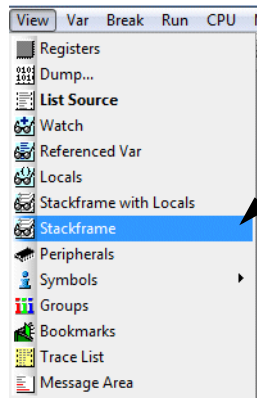 View Var Break Run CPU
Registers
Dump...
List Source
Watch
Referenced Var
Locals
Stackframe with Locals
Stackframe
Peripherals
Symbols
Groups
Bookmarks
Trace List
Message Area